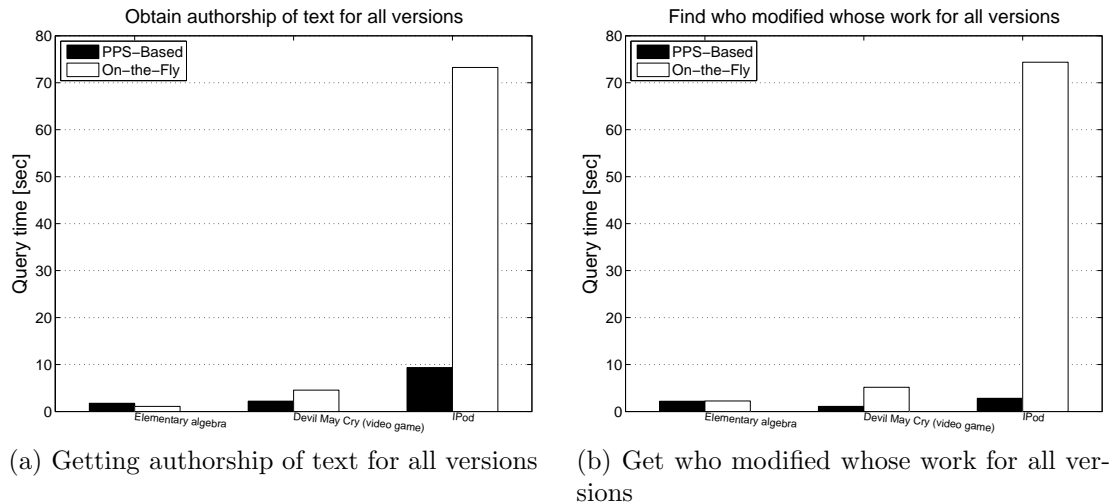 Obtain authorship of text for all versions
80
70
60
50
40
30
20
10
0
Query time [sec]
PPS−Based
On−the−Fly
Elementary algebra
Devil May Cry (video game)
IPod
(a) Getting authorship of text for all versions
Find who modified whose work for all versions
80
70
60
50
40
30
20
10
0
Query time [sec]
PPS−Based
On−the−Fly
Elementary algebra
Devil May Cry (video game)
IPod
(b) Get who modified whose work for all ver-
sions